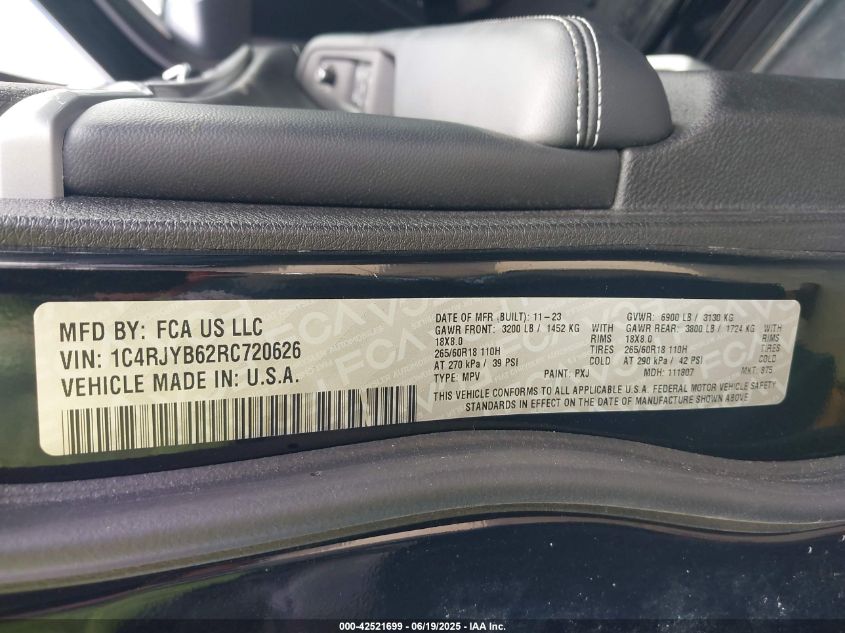 MFD BY: FCA US LLC
VIN: 1C4RJYB62RC720626
VEHICLE MADE IN: U.S.A.
DATE OF MFR (BUILT): 11-23 GVWR: 6900 LB / 3130 KG
GAWR FRONT: 3200 LB / 1452 KG GAWR REAR: 3800 LB / 1724 KG
18X8.0 RIMS 18X8.0 RIMS
265/60R18 110H TIRES 265/60R18 110H TIRES
AT 270 kPa / 39 PSI COLD AT 290 kPa / 42 PSI COLD
TYPE: MPV PAINT: PXJ MDH: 111807 MKT: 875
THIS VEHICLE CONFORMS TO ALL APPLICABLE U.S.A. FEDERAL MOTOR VEHICLE SAFETY
STANDARDS IN EFFECT ON THE DATE OF MANUFACTURE SHOWN ABOVE
000-42521699 - 06/19/2025 - IAA, Inc.